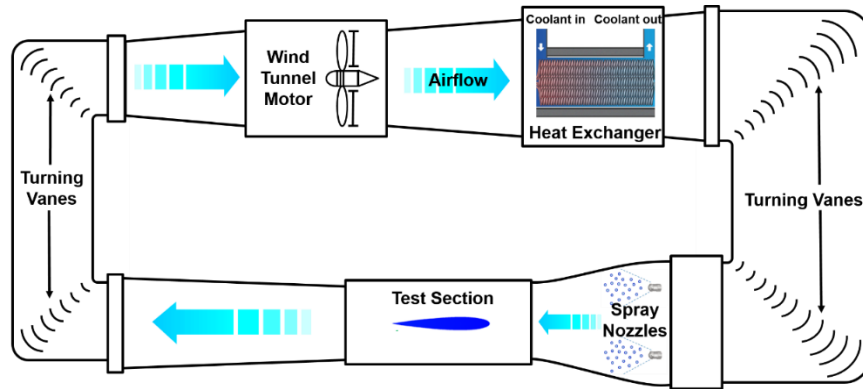 Coolant in Coolant out
Wind
Tunnel
Motor
Airflow
Heat Exchanger
Turning
Vanes
Turning Vanes
Test Section
Spray
Nozzles